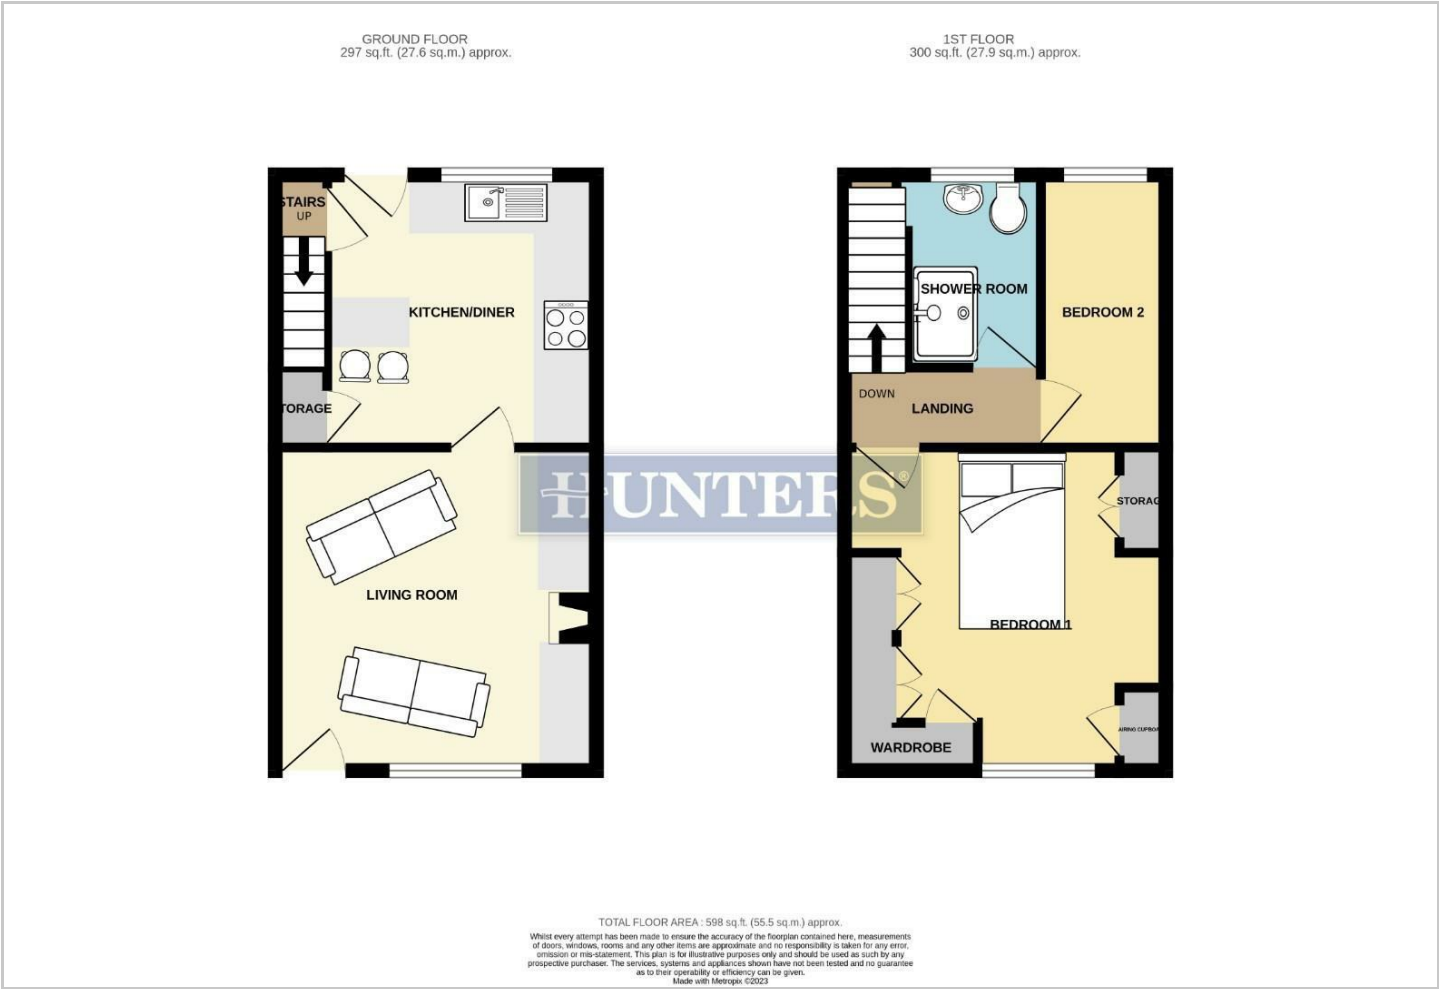 GROUND FLOOR
297 sq.ft. (27.6 sq.m.) approx.
1ST FLOOR
300 sq.ft. (27.9 sq.m.) approx.
STAIRS
UP
KITCHEN/DINER
TORAGE
LIVING ROOM
SHOWER ROOM
BEDROOM 2
DOWN
LANDING
HUNTERS®
STORAG
BEDROOM 1
WARDROBE
AIRING CUPBOA
TOTAL FLOOR AREA : 598 sq.ft. (55.5 sq.m.) approx.
Whilst every attempt has been made to ensure the accuracy of the floorplan contained here, measurements
of doors, windows, rooms and any other items are approximate and no responsibility is taken for any error,
omission or mis-statement. This plan is for illustrative purposes only and should be used as such by any
prospective purchaser. The services, systems and appliances shown have not been tested and no guarantee
as to their operability or efficiency can be given.
Made with Metropix ©2023